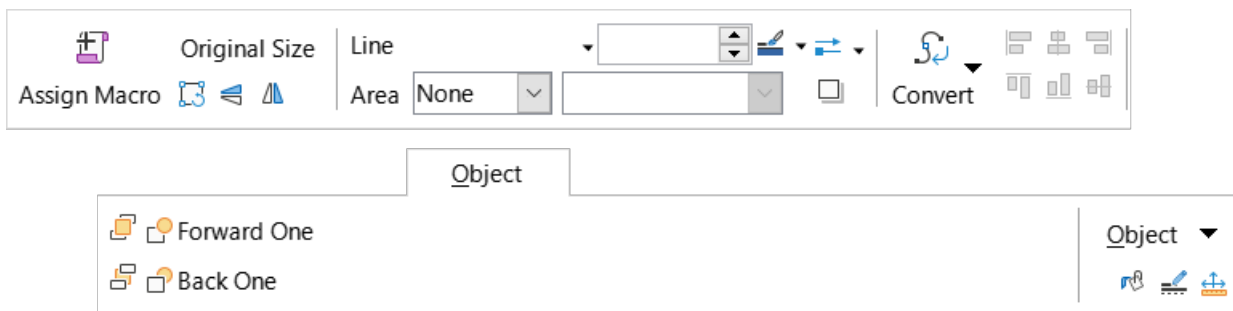 Original Size
Line
Assign Macro
Area None
Convert
Object
Forward One
Object
Back One